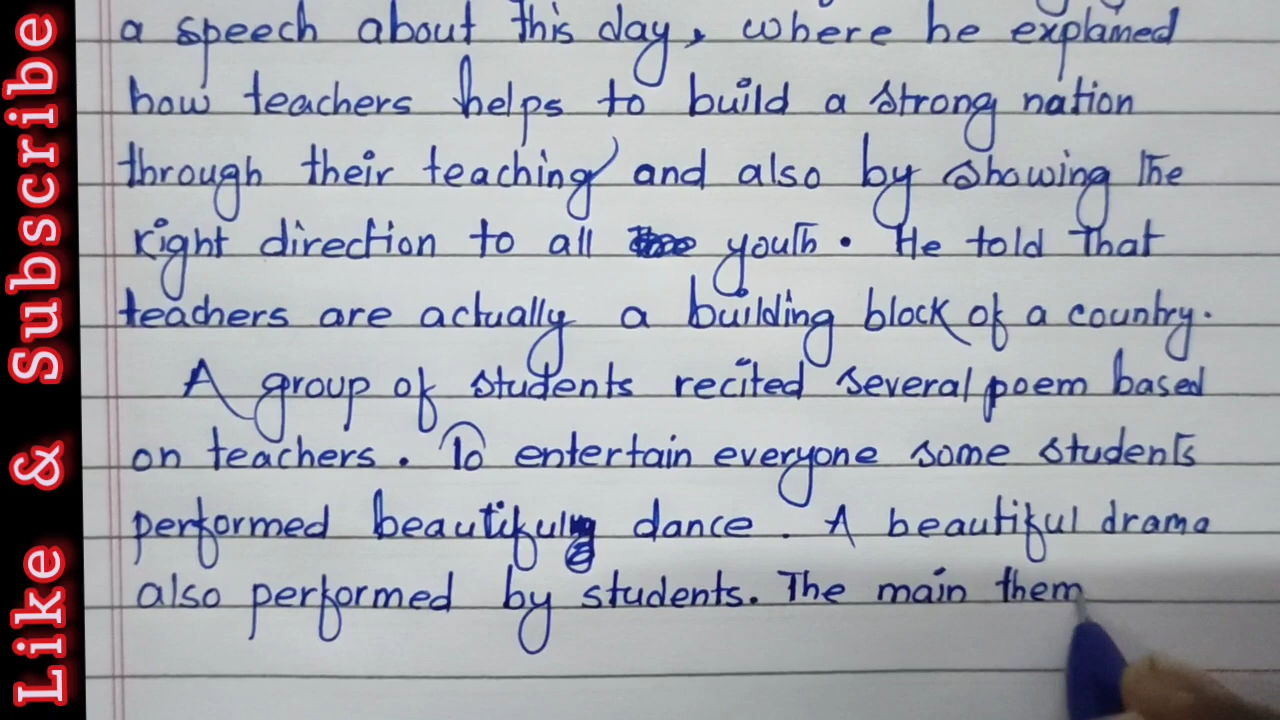 Like & Subscribe
a speech about this day, where he explained
how teachers helps to build a strong nation
through their teaching and also by showing the
right direction to all youth. He told that
teachers are actually a building block of a country.
A group of students recited several poem based
on teachers. To entertain everyone some students
performed beautiful dance. A beautiful drama
also performed by students. The main them